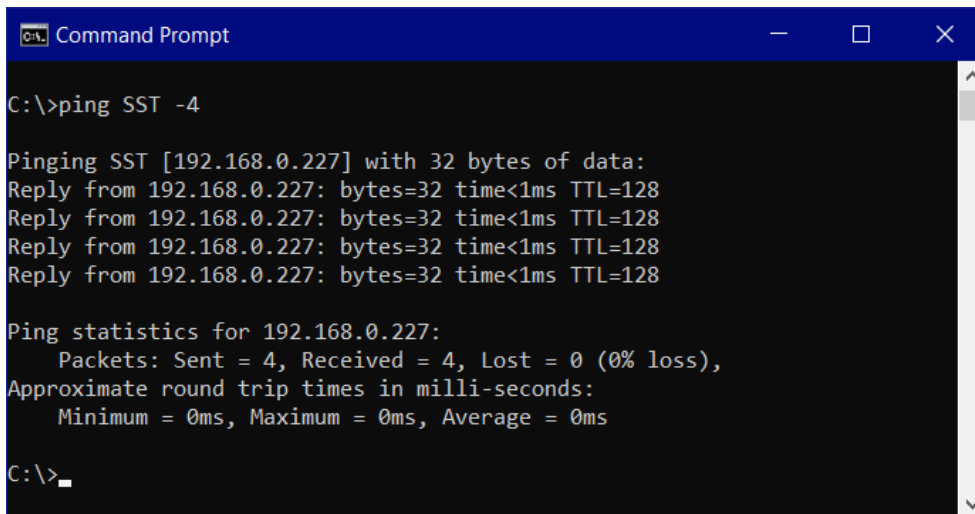 Command Prompt
C:\>ping SST -4
Pinging SST [192.168.0.227] with 32 bytes of data:
Reply from 192.168.0.227: bytes=32 time<1ms TTL=128
Reply from 192.168.0.227: bytes=32 time<1ms TTL=128
Reply from 192.168.0.227: bytes=32 time<1ms TTL=128
Reply from 192.168.0.227: bytes=32 time<1ms TTL=128
Ping statistics for 192.168.0.227:
    Packets: Sent = 4, Received = 4, Lost = 0 (0% loss),
Approximate round trip times in milli-seconds:
    Minimum = 0ms, Maximum = 0ms, Average = 0ms
C:\>